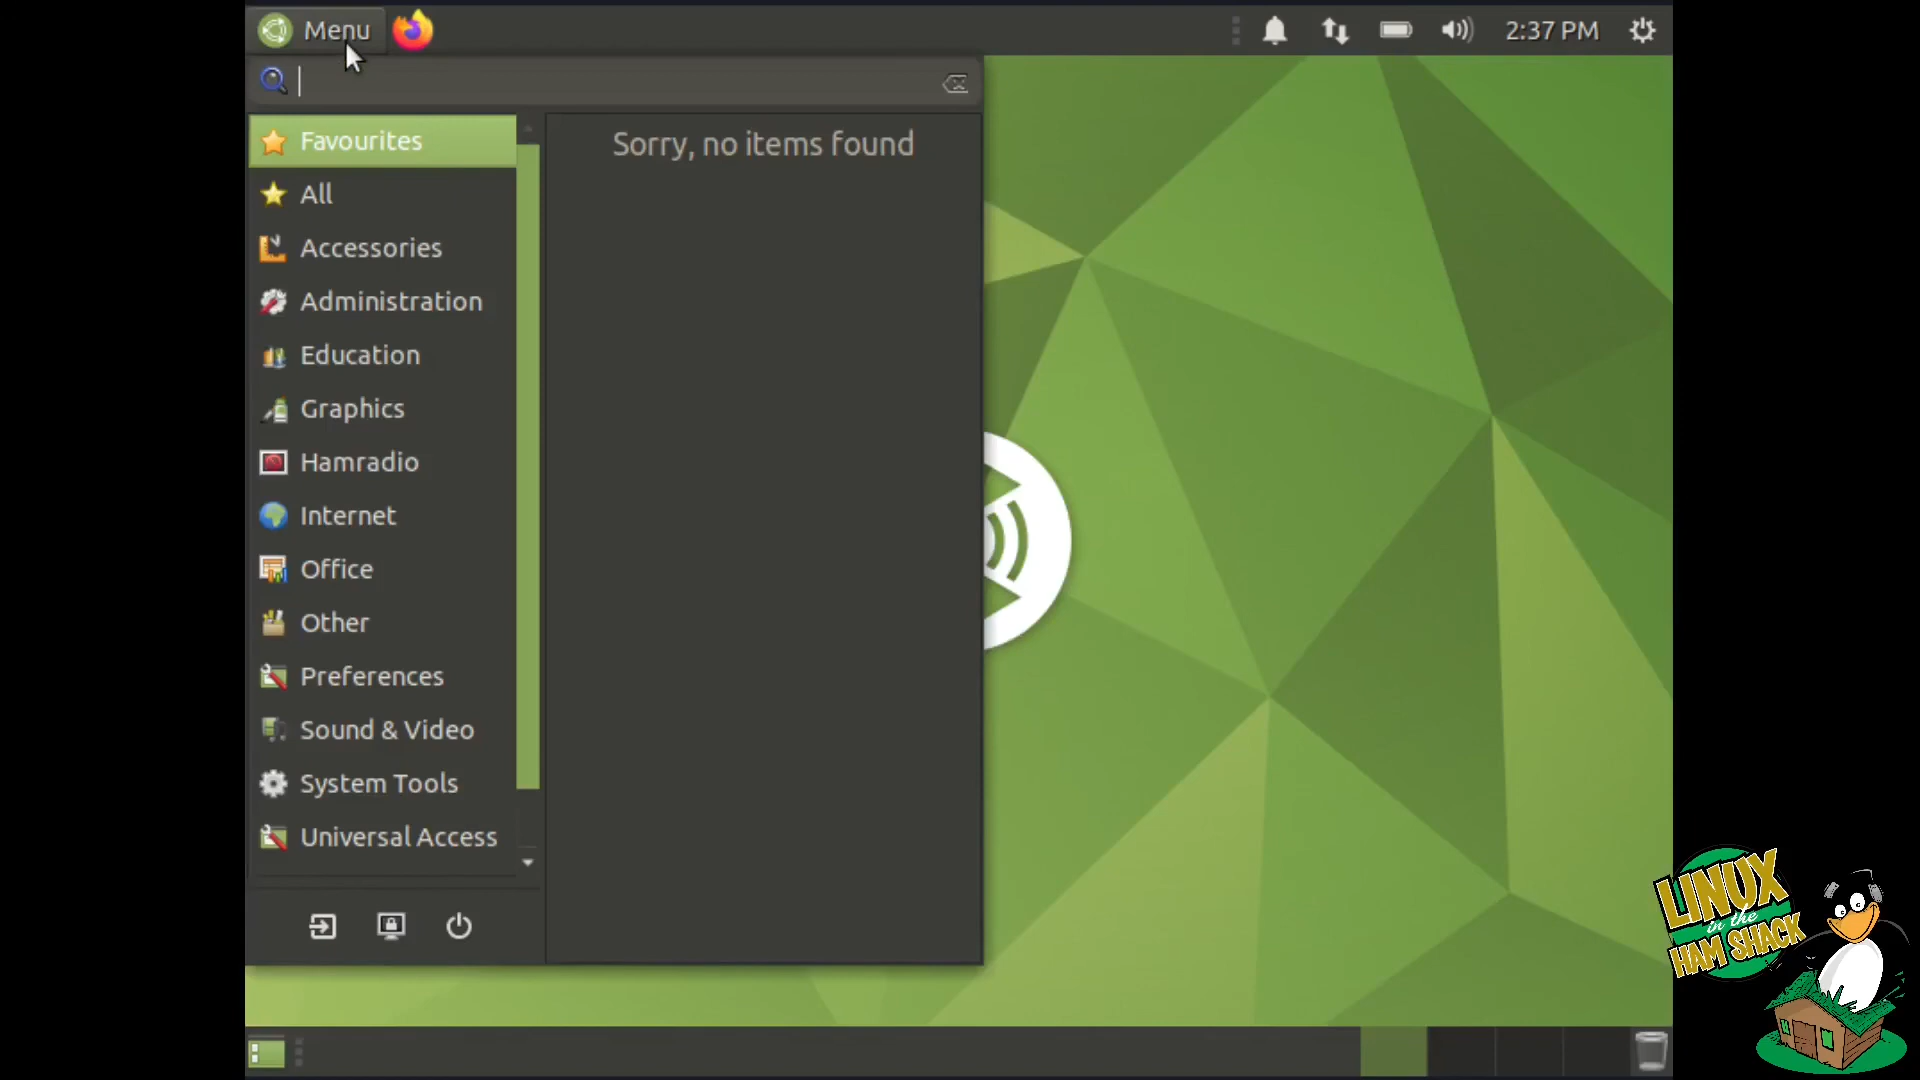 Menu
2:37 PM
Favourites
Sorry, no items found
All
Accessories
Administration
Education
Graphics
Hamradio
Internet
Office
Other
Preferences
Sound & Video
System Tools
Universal Access
LINUX
in the
HAM SHACK